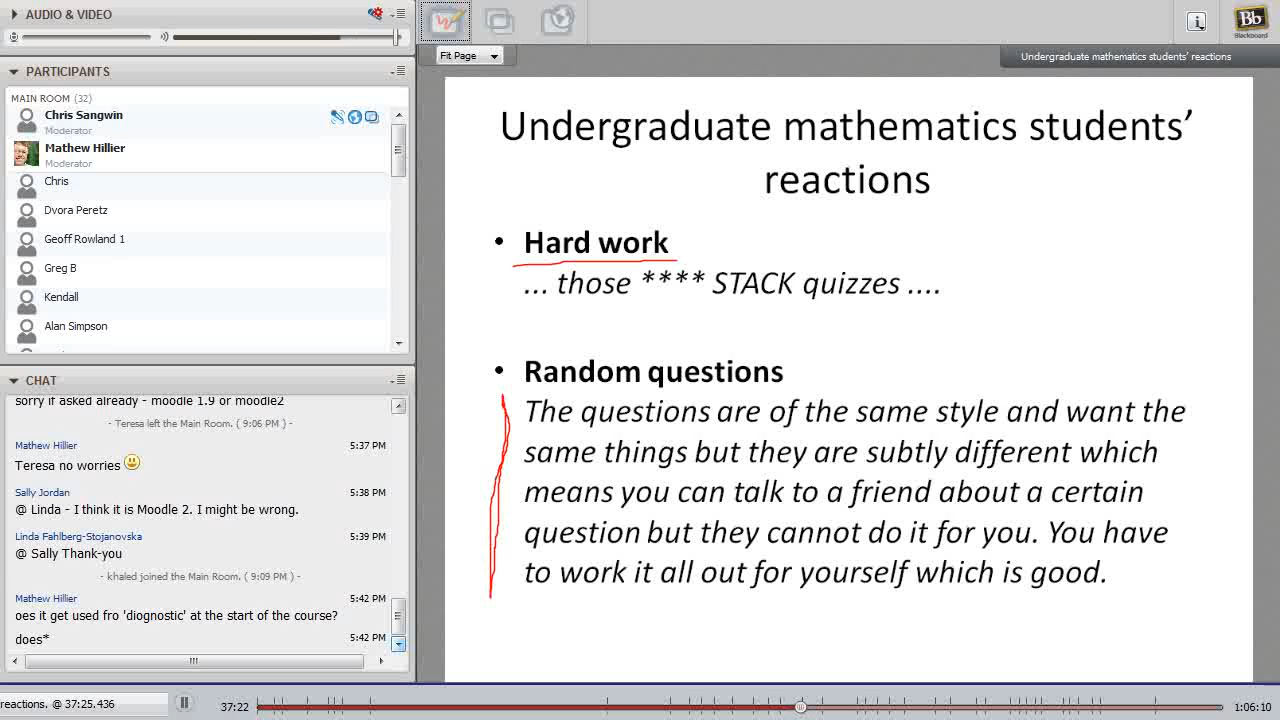 AUDIO & VIDEO
PARTICIPANTS
MAIN ROOM (32)
Chris Sangwin
Moderator
Mathew Hillier
Moderator
Chris
Dvora Peretz
Geoff Rowland 1
Greg B
Kendall
Alan Simpson
CHAT
sorry if asked already - moodle 1.9 or moodle2
- Teresa left the Main Room. ( 9:06 PM ) -
Mathew Hillier 5:37 PM
Teresa no worries
Sally Jordan 5:38 PM
@ Linda - I think it is Moodle 2. I might be wrong.
Linda Fahlberg-Stojanovska 5:39 PM
@ Sally Thank-you
- khaled joined the Main Room. ( 9:09 PM ) -
Mathew Hillier 5:42 PM
oes it get used fro 'diognostic' at the start of the course?
does* 5:42 PM
Fit Page
i
Bb
Blackboard
Undergraduate mathematics students' reactions
Undergraduate mathematics students’
reactions
• Hard work
... those **** STACK quizzes ....
• Random questions
The questions are of the same style and want the
same things but they are subtly different which
means you can talk to a friend about a certain
question but they cannot do it for you. You have
to work it all out for yourself which is good.
37:22
1:06:10